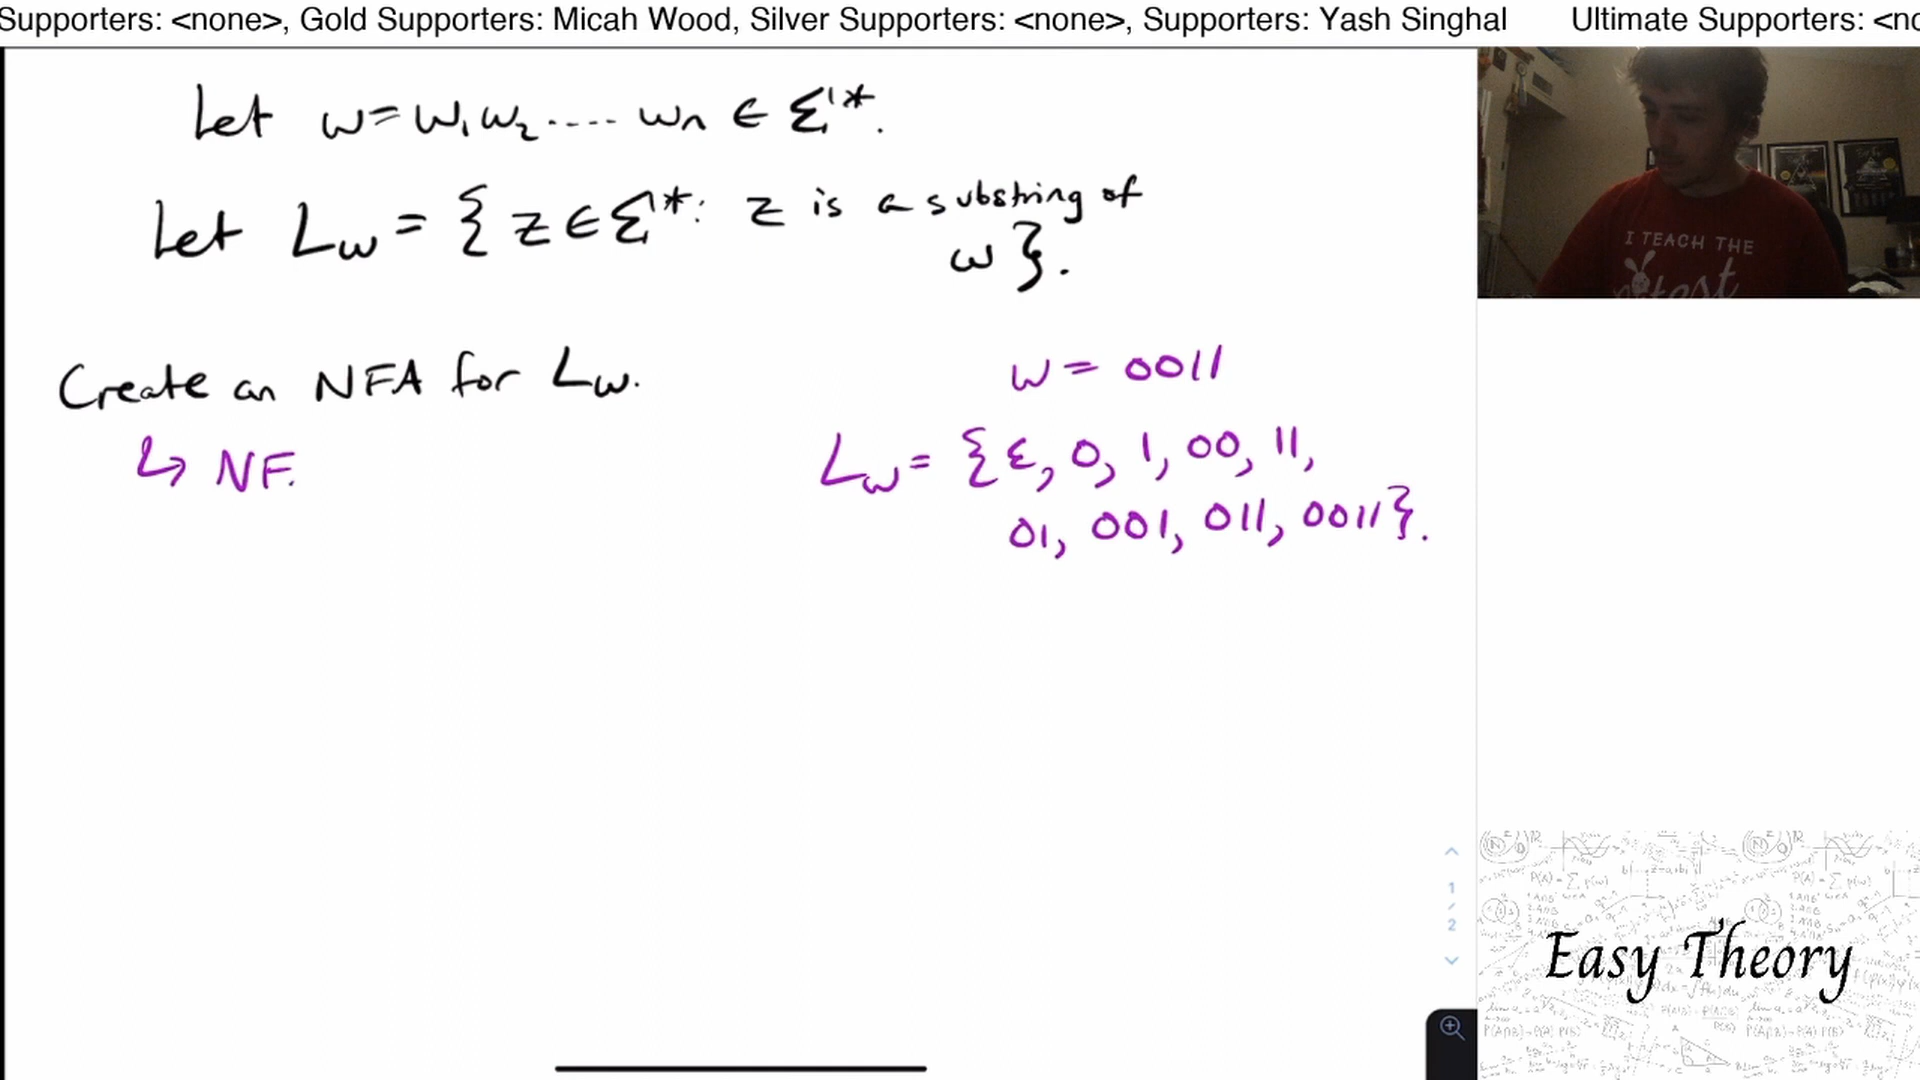 Supporters: <none>, Gold Supporters: Micah Wood, Silver Supporters: <none>, Supporters: Yash Singhal Ultimate Supporters: <no
Let w=w₁w₂.... wₙ ∈ Σ*.
Let L_w = { z∈Σ*: z is a substring of
w}.
I TEACH THE
Create an NFA for L_w.
↳ NF.
w = 0011
L_w = {ε, 0, 1, 00, 11,
01, 001, 011, 0011}.
1
2
Easy Theory